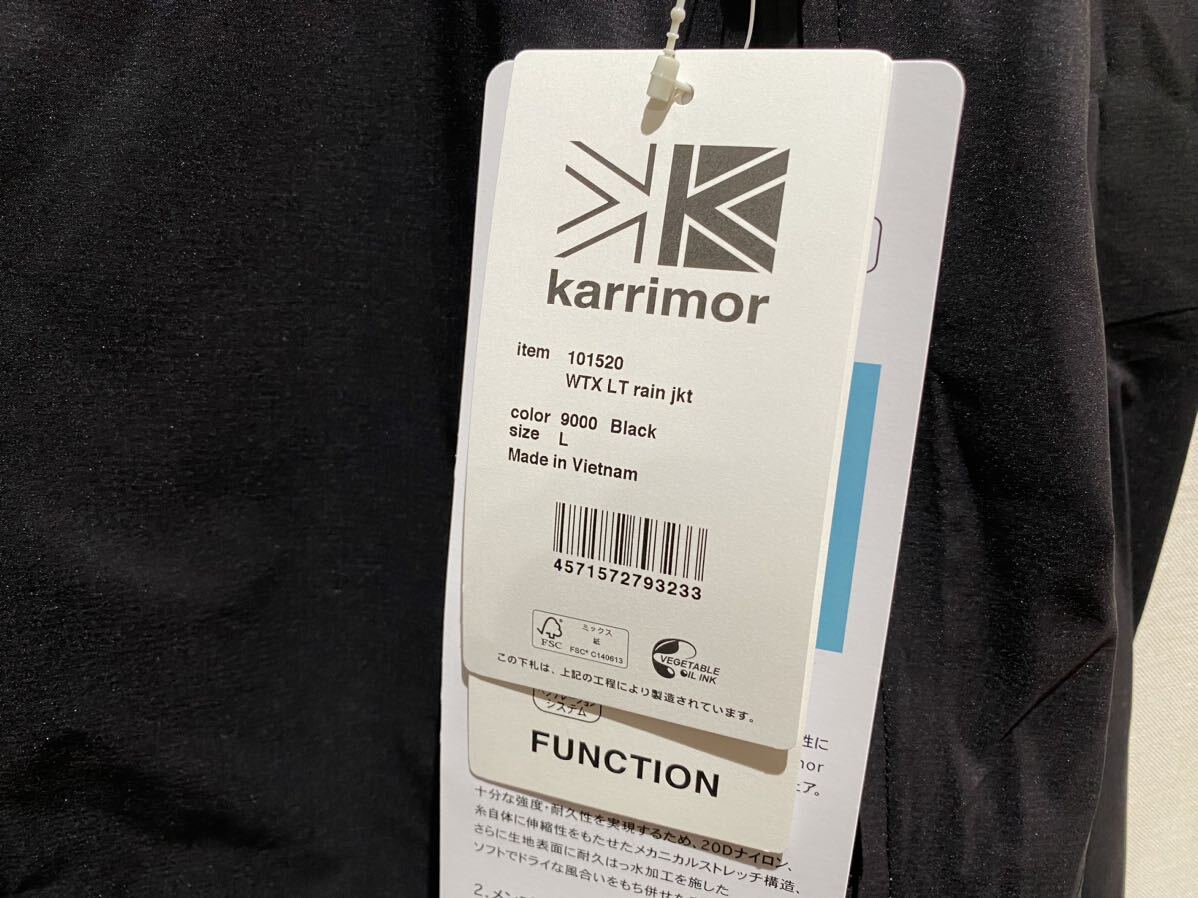 karrimor
item 101520
WTX LT rain jkt
color 9000 Black
size L
Made in Vietnam
4571572793233
FSC
ミックス
紙
FSC® C140613
VEGETABLE
OIL INK
この下札は、上記の工程により製造されています。
システム
FUNCTION
性に
mor
ア。
十分な強度・耐久性を実現するため、20Dナイロン、
糸自体に伸縮性をもたせたメカニカルストレッチ構造、
さらに生地表面に耐久はっ水加工を施した
ソフトでドライな風合いをもち併せた
2.メン